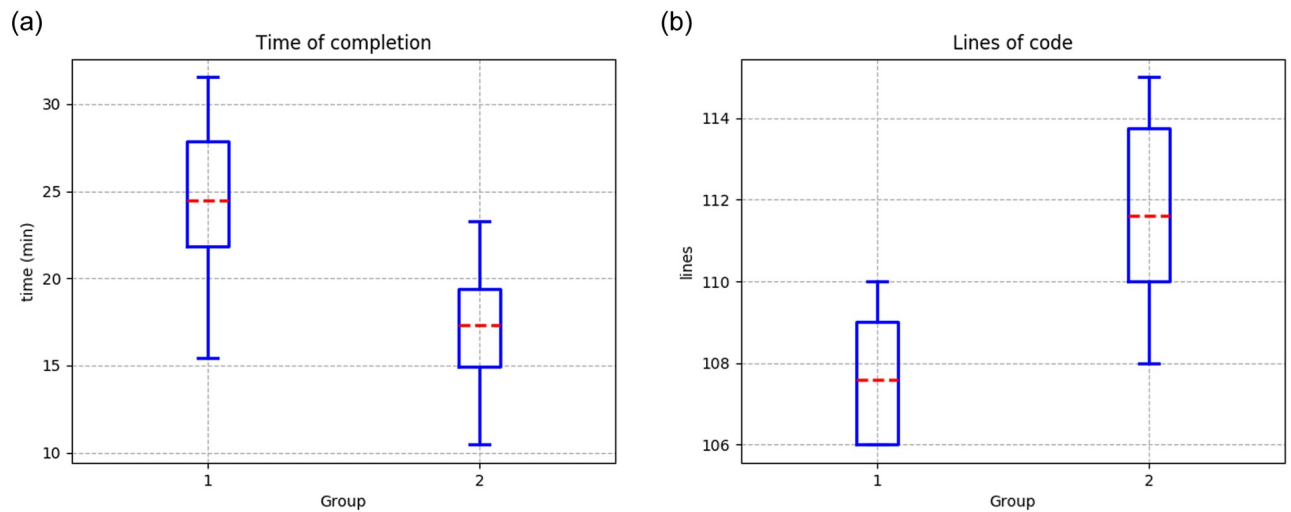 (a)
Time of completion
30
25
20
15
10
time (min)
1
2
Group
(b)
Lines of code
114
112
110
108
106
lines
1
2
Group